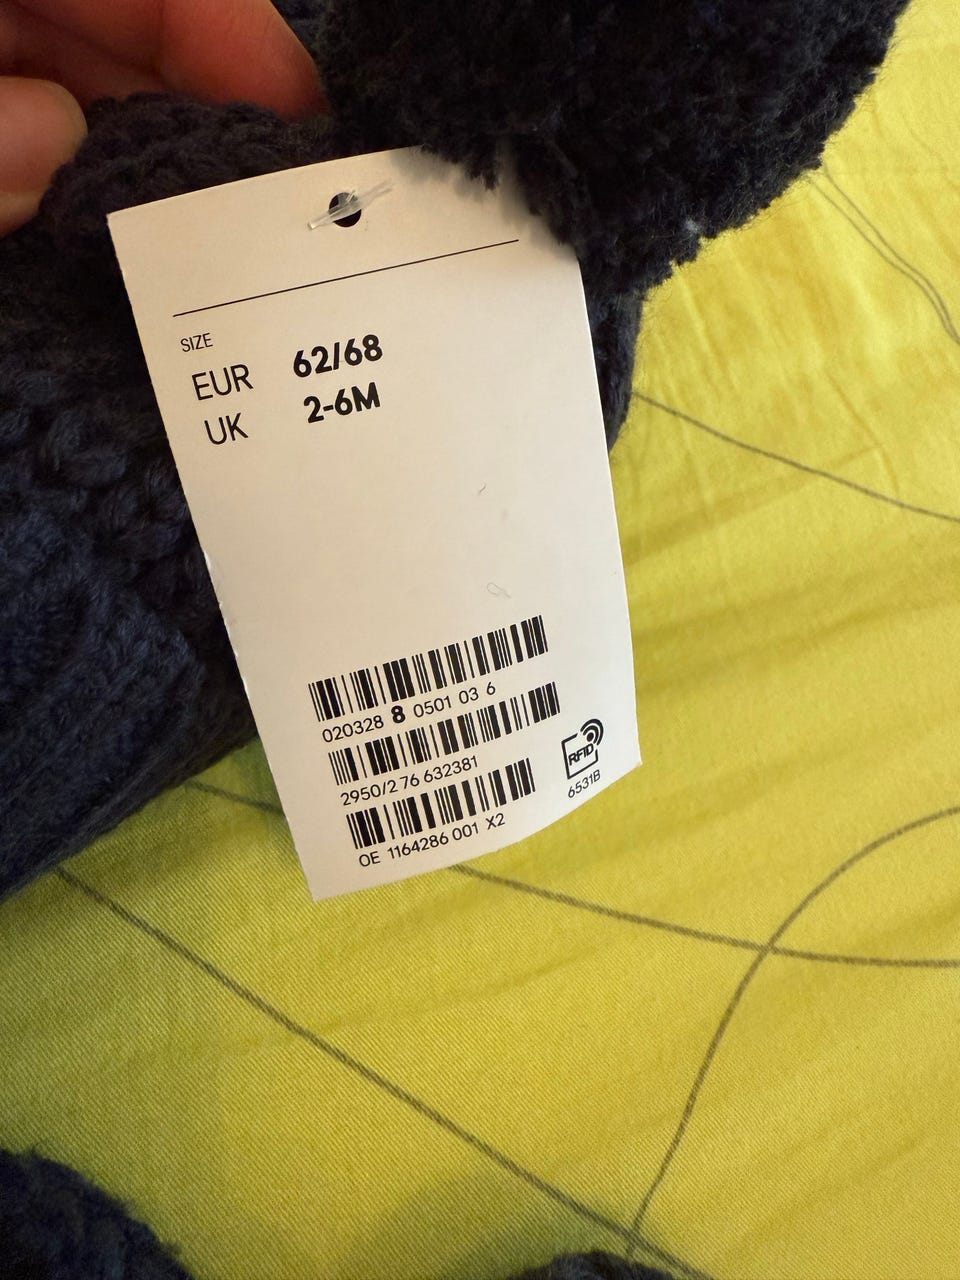 SIZE
EUR 62/68
UK 2-6M
020328 8 0501 03 6
2950/2 76 632381
OE 1164286 001 X2
RFID
6531B